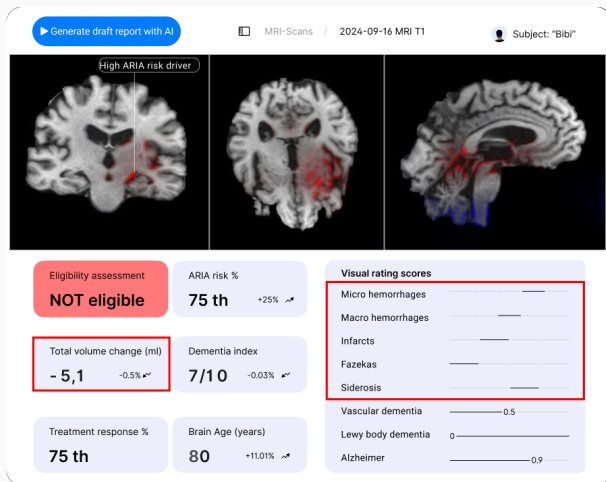 Generate draft report with AI
MRI-Scans / 2024-09-16 MRI T1
Subject: "Bibi"
High ARIA risk driver
Eligibility assessment
NOT eligible
ARIA risk %
75 th +25%
Total volume change (ml)
- 5,1 -0.5%
Dementia index
7/10 -0.03%
Treatment response %
75 th
Brain Age (years)
80 +11.01%
Visual rating scores
Micro hemorrhages
Macro hemorrhages
Infarcts
Fazekas
Siderosis
Vascular dementia 0.5
Lewy body dementia 0
Alzheimer 0.9